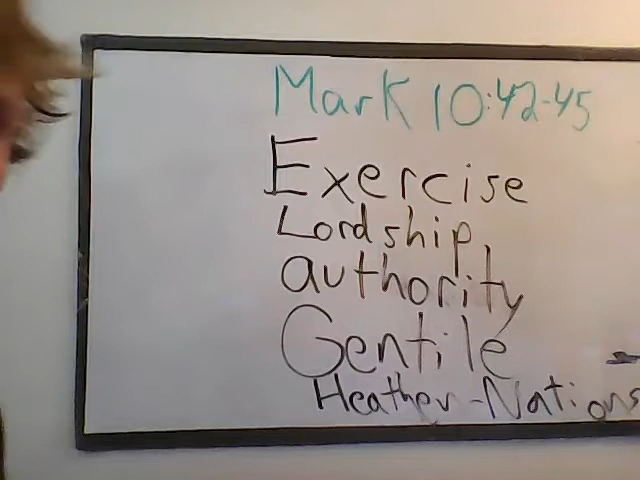 Mark 10:42-45
Exercise
Lordship,
authority
Gentile
Heathen-Nations